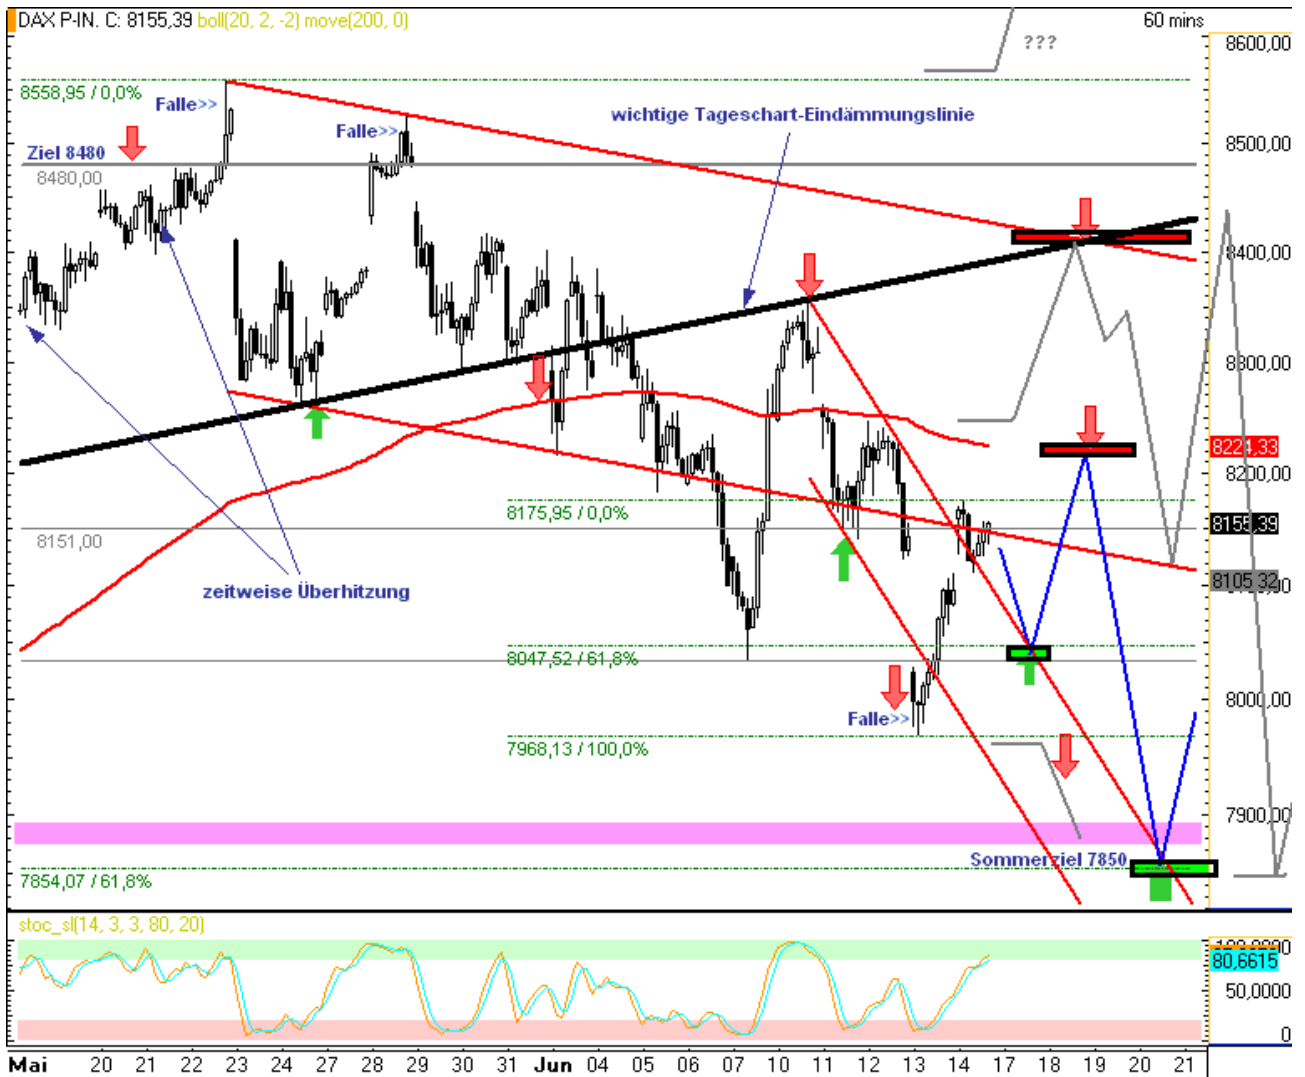 DAX P-IN. C: 8155,39 boll(20, 2, -2) move(200, 0)
60 mins
???
8600,00
8558,95 / 0,0%
Falle>>
Falle>>
wichtige Tageschart-Eindämmungslinie
8500,00
Ziel 8480
8480,00
8400,00
8300,00
8224,33
8200,00
8175,95 / 0,0%
8155,39
8151,00
8105,32
zeitweise Überhitzung
8047,52 / 61,8%
8000,00
Falle>>
7968,13 / 100,0%
7900,00
Sommerziel 7850
7854,07 / 61,8%
stoc_sl(14, 3, 3, 80, 20)
80,6615
50,0000
0
Mai 20 21 22 23 24 27 28 29 30 31 Jun 04 05 06 07 10 11 12 13 14 17 18 19 20 21